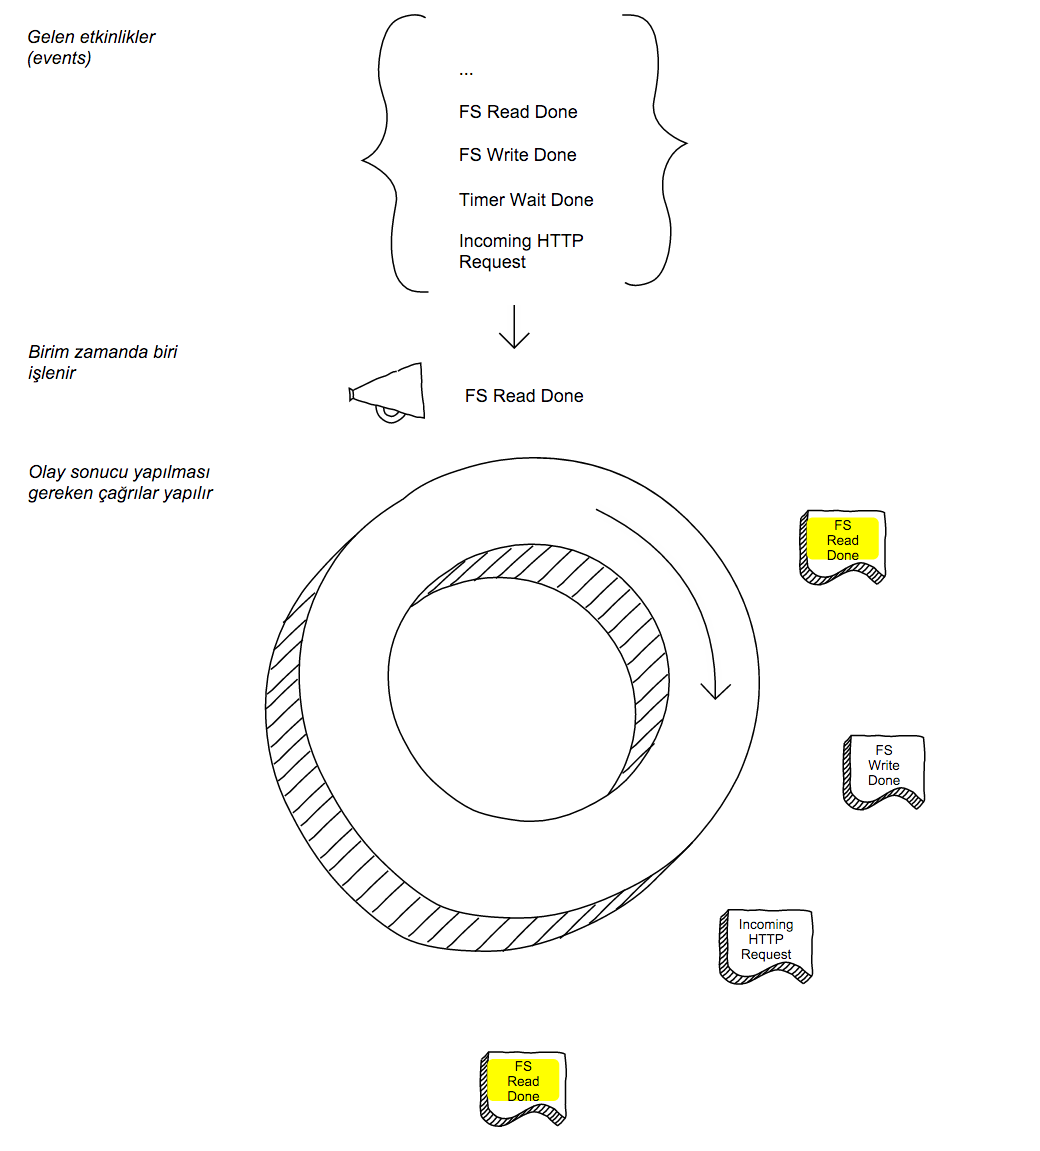 Gelen etkinlikler
(events)
...
FS Read Done
FS Write Done
Timer Wait Done
Incoming HTTP
Request
Birim zamanda biri
işlenir
FS Read Done
Olay sonucu yapılması
gereken çağrılar yapılır
FS
Read
Done
FS
Write
Done
Incoming
HTTP
Request
FS
Read
Done